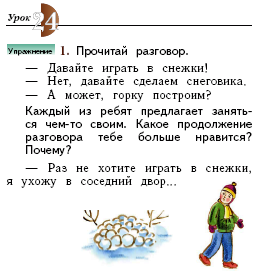 Урок 24
Упражнение 1. Прочитай разговор.
— Давайте играть в снежки!
— Нет, давайте сделаем снеговика.
— А может, горку построим?
Каждый из ребят предлагает занять-
ся чем-то своим. Какое продолжение
разговора тебе больше нравится?
Почему?
— Раз не хотите играть в снежки,
я ухожу в соседний двор...